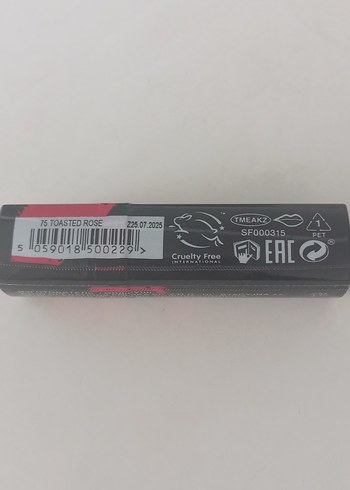 75 TOASTED ROSE Z25.07.2025
5 059018 500229 >
Cruelty Free
INTERNATIONAL
TMEAKZ
SF000315
1
PET
EAC